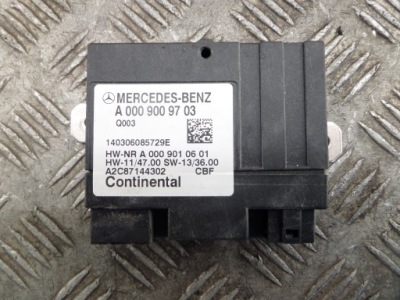 MERCEDES-BENZ
A 000 900 97 03
Q003
140306085729E
HW-NR A 000 901 06 01
HW-11/47.00 SW-13/36.00
A2C87144302 CBF
Continental